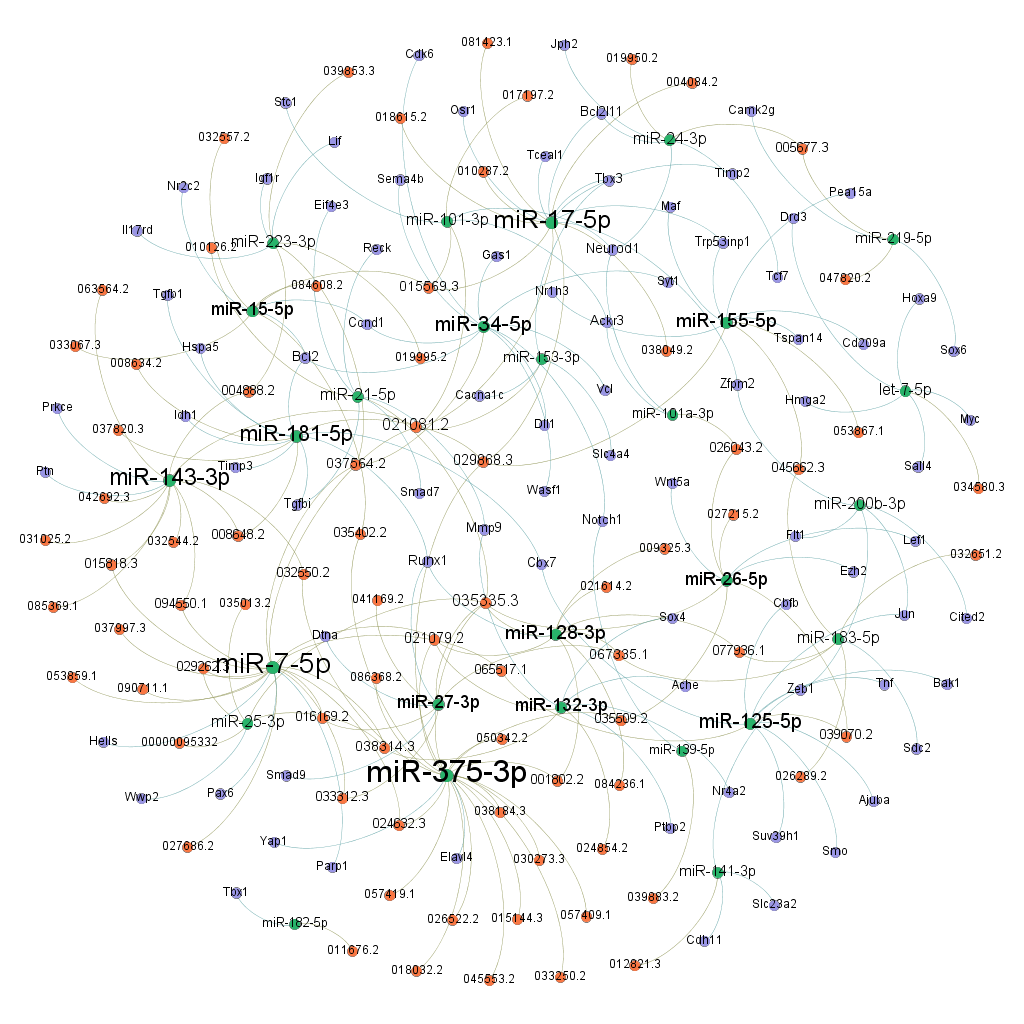 081423.1
Jph2
Cdk6
019950.2
039853.3
004084.2
017197.2
Stc1
018615.2
Osr1
Bcl2l11
Camk2g
032557.2
Lif
miR-24-3p
005677.3
Tceal1
010287.2
Igf1r
Sema4b
Tbx3
Timp2
Nr2c2
Pea15a
Eif4e3
Maf
Drd3
miR-101-3p
miR-17-5p
Il17rd
010126.2
miR-223-3p
Reck
Gas1
Neurod1
Trp53inp1
miR-219-5p
063564.2
Tgfb1
084608.2
015569.3
Nr1h3
Syt1
Tcf7
047820.2
Hoxa9
miR-15-5p
Ccnd1
miR-34-5p
Ackr3
miR-155-5p
033067.3
Hspa5
Tspan14
Cd209a
Sox6
008634.2
Bcl2
019995.2
miR-153-3p
038049.2
004888.2
miR-21-5p
Cacna1c
Vcl
Zfpm2
let-7-5p
Prkce
Idh1
Hmga2
037820.3
miR-181-5p
021081.2
Dll1
miR-101a-3p
053867.1
Myc
Ptn
miR-143-3p
Timp3
037564.2
029868.3
Slc4a4
026043.2
045662.3
Sall4
042692.3
Tgfbi
Smad7
Wasf1
Wnt5a
034580.3
031025.2
032544.2
008648.2
035402.2
Mmp9
Notch1
027215.2
miR-200b-3p
015818.3
032550.2
Runx1
Cbx7
009325.3
Flt1
Lef1
032651.2
085369.1
094550.1
035013.2
041169.2
035335.3
021614.2
miR-26-5p
Ezh2
037997.3
Dtna
021079.2
miR-128-3p
Sox4
Cbfb
Jun
Cited2
miR-183-5p
miR-7-5p
067335.1
077936.1
053859.1
090711.1
086368.2
065517.1
Ache
Zeb1
Tnf
Bak1
miR-25-3p
016169.2
miR-27-3p
miR-132-3p
035509.2
miR-125-5p
Hells
00000095332
038314.3
050342.2
miR-139-5p
039070.2
Sdc2
Smad9
miR-375-3p
001802.2
084236.1
026289.2
Wwp2
Pax6
033312.3
Nr4a2
Ajuba
024632.3
038184.3
Ptbp2
Suv39h1
027686.2
Yap1
Elavl4
030273.3
024854.2
Smo
Parp1
miR-141-3p
Tbx1
057419.1
039883.2
Slc23a2
miR-182-5p
026522.2
015144.3
057409.1
011676.2
Cdh11
018032.2
045553.2
033250.2
012821.3